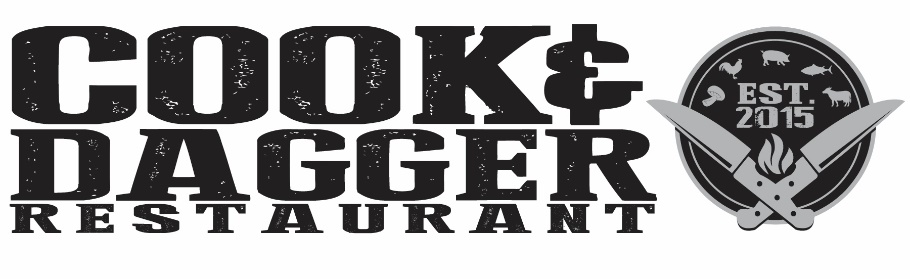 COOK &
DAGGER
RESTAURANT
EST.
2015